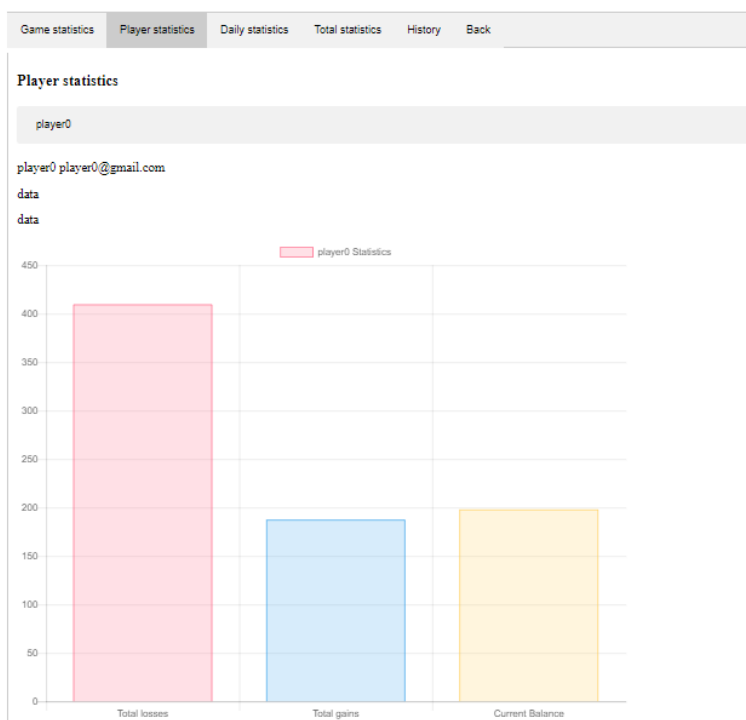 Game statistics Player statistics Daily statistics Total statistics History Back
Player statistics
player0
player0 player0@gmail.com
data
data
player0 Statistics
450
400
350
300
250
200
150
100
50
0
Total losses Total gains Current Balance